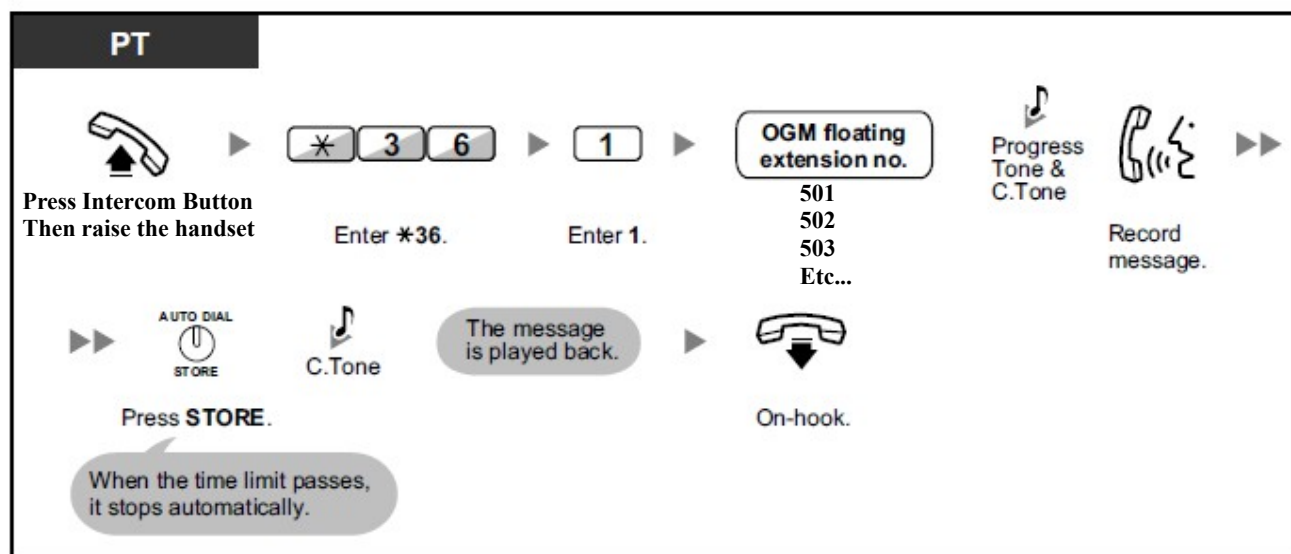 PT
* 3 6
1
OGM floating
extension no.
Progress
Tone &
C.Tone
Press Intercom Button
Then raise the handset
Enter *36.
Enter 1.
501
502
503
Etc...
Record
message.
AUTO DIAL
STORE
C.Tone
The message
is played back.
Press STORE.
On-hook.
When the time limit passes,
it stops automatically.